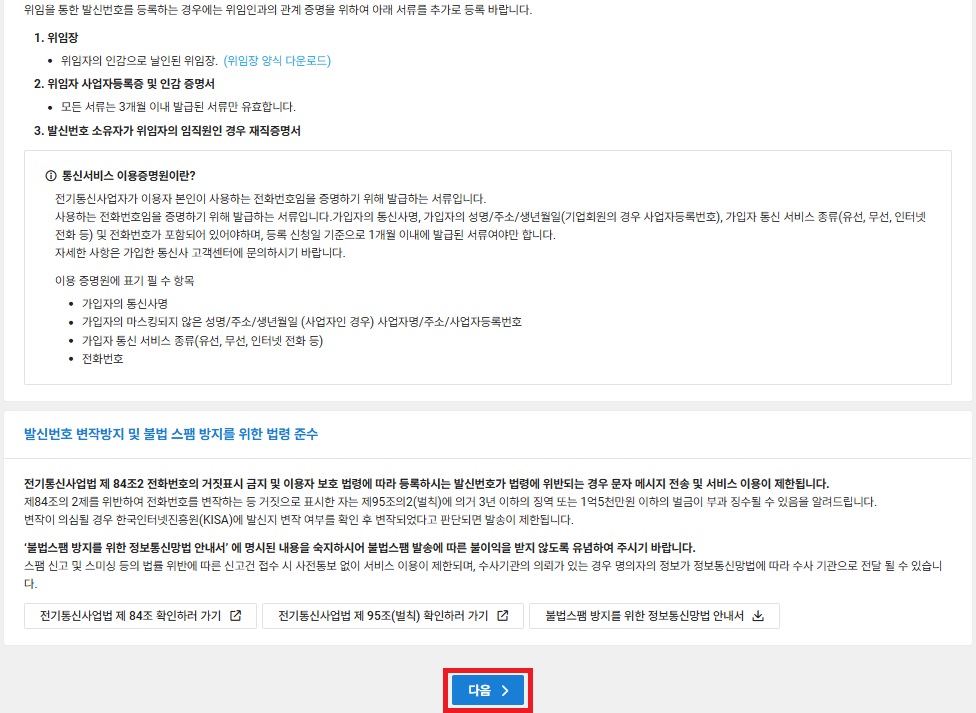 위임을 통한 발신번호를 등록하는 경우에는 위임인과의 관계 증명을 위하여 아래 서류를 추가로 등록 바랍니다.
1. 위임장
• 위임자의 인감으로 날인된 위임장. (위임장 양식 다운로드)
2. 위임자 사업자등록증 및 인감 증명서
• 모든 서류는 3개월 이내 발급된 서류만 유효합니다.
3. 발신번호 소유자가 위임자의 임직원인 경우 재직증명서
통신서비스 이용증명원이란?
전기통신사업자가 이용자 본인이 사용하는 전화번호임을 증명하기 위해 발급하는 서류입니다.
사용하는 전화번호임을 증명하기 위해 발급하는 서류입니다.가입자의 통신사명, 가입자의 성명/주소/생년월일(기업회원의 경우 사업자등록번호), 가입자 통신 서비스 종류(유선, 무선, 인터넷
전화 등) 및 전화번호가 포함되어 있어야하며, 등록 신청일 기준으로 1개월 이내에 발급된 서류여야만 합니다.
자세한 사항은 가입한 통신사 고객센터에 문의하시기 바랍니다.
이용 증명원에 표기 필 수 항목
• 가입자의 통신사명
• 가입자의 마스킹되지 않은 성명/주소/생년월일 (사업자인 경우) 사업자명/주소/사업자등록번호
• 가입자 통신 서비스 종류(유선, 무선, 인터넷 전화 등)
• 전화번호
발신번호 변작방지 및 불법 스팸 방지를 위한 법령 준수
전기통신사업법 제 84조2 전화번호의 거짓표시 금지 및 이용자 보호 법령에 따라 등록하시는 발신번호가 법령에 위반되는 경우 문자 메시지 전송 및 서비스 이용이 제한됩니다.
제84조의 2제를 위반하여 전화번호를 변작하는 등 거짓으로 표시한 자는 제95조의2(벌칙)에 의거 3년 이하의 징역 또는 1억5천만원 이하의 벌금이 부과 징수될 수 있음을 알려드립니다.
변작이 의심될 경우 한국인터넷진흥원(KISA)에 발신지 변작 여부를 확인 후 변작되었다고 판단되면 발송이 제한됩니다.
‘불법스팸 방지를 위한 정보통신망법 안내서’ 에 명시된 내용을 숙지하시어 불법스팸 발송에 따른 불이익을 받지 않도록 유념하여 주시기 바랍니다.
스팸 신고 및 스미싱 등의 법률 위반에 따른 신고건 접수 시 사전통보 없이 서비스 이용이 제한되며, 수사기관의 의뢰가 있는 경우 명의자의 정보가 정보통신망법에 따라 수사 기관으로 전달 될 수 있습니
다.
전기통신사업법 제 84조 확인하러 가기
전기통신사업법 제 95조(벌칙) 확인하러 가기
불법스팸 방지를 위한 정보통신망법 안내서
다음